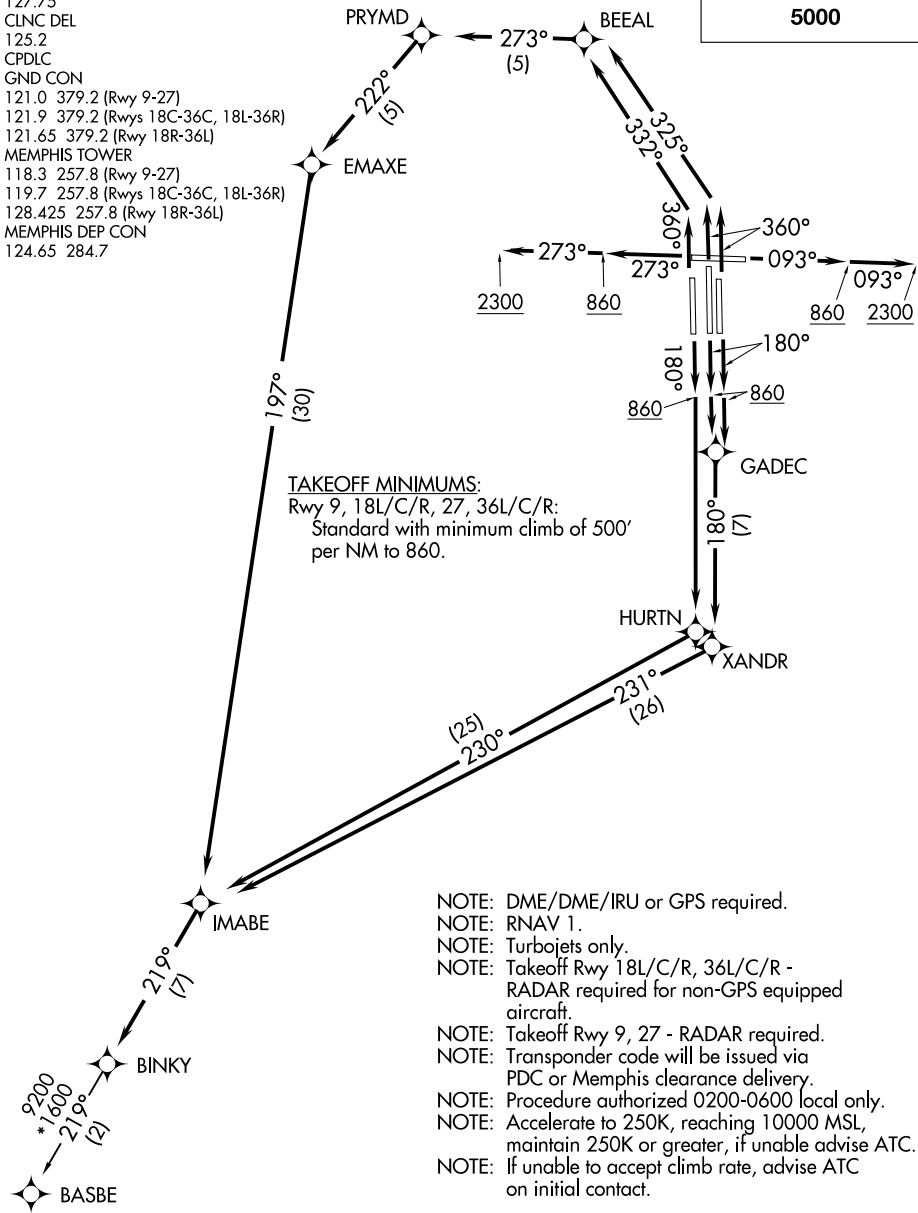 127.75
CLNC DEL
125.2
CPDLC
GND CON
121.0 379.2 (Rwy 9-27)
121.9 379.2 (Rwys 18C-36C, 18L-36R)
121.65 379.2 (Rwy 18R-36L)
MEMPHIS TOWER
118.3 257.8 (Rwy 9-27)
119.7 257.8 (Rwys 18C-36C, 18L-36R)
128.425 257.8 (Rwy 18R-36L)
MEMPHIS DEP CON
124.65 284.7
5000
PRYMD
273°
(5)
BEEAL
222°
(5)
EMAXE
332°
325°
360°
360°
273°
273°
093°
093°
2300
860
860
2300
180°
180°
860
860
GADEC
180°
(7)
197°
(30)
TAKEOFF MINIMUMS:
Rwy 9, 18L/C/R, 27, 36L/C/R:
Standard with minimum climb of 500'
per NM to 860.
HURTN
XANDR
231°
(26)
(25)
230°
IMABE
219°
(7)
BINKY
9200
*1600
219°
(2)
BASBE
NOTE: DME/DME/IRU or GPS required.
NOTE: RNAV 1.
NOTE: Turbojets only.
NOTE: Takeoff Rwy 18L/C/R, 36L/C/R -
RADAR required for non-GPS equipped
aircraft.
NOTE: Takeoff Rwy 9, 27 - RADAR required.
NOTE: Transponder code will be issued via
PDC or Memphis clearance delivery.
NOTE: Procedure authorized 0200-0600 local only.
NOTE: Accelerate to 250K, reaching 10000 MSL,
maintain 250K or greater, if unable advise ATC.
NOTE: If unable to accept climb rate, advise ATC
on initial contact.